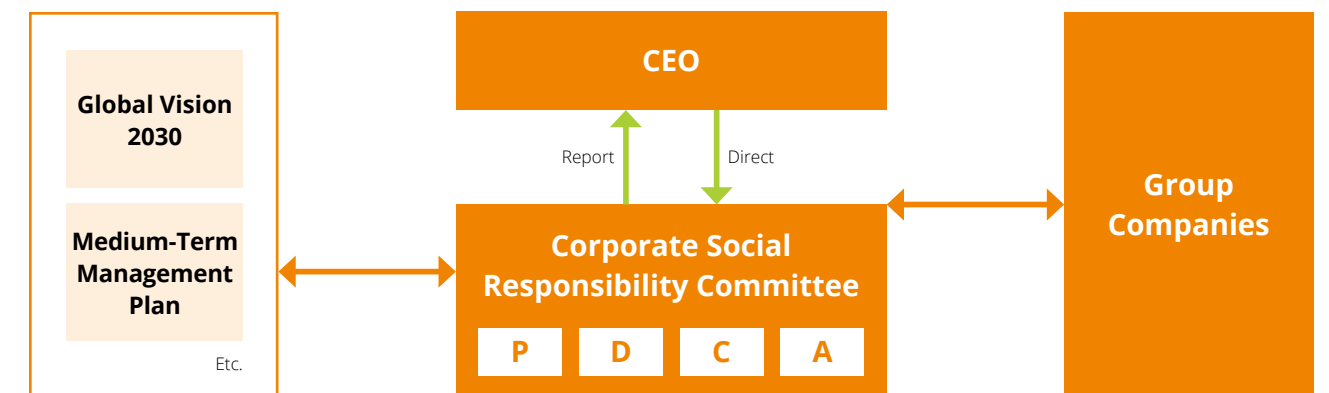 Global Vision
2030
Medium-Term
Management
Plan
Etc.
CEO
Report
Direct
Corporate Social
Responsibility Committee
P
D
C
A
Group
Companies